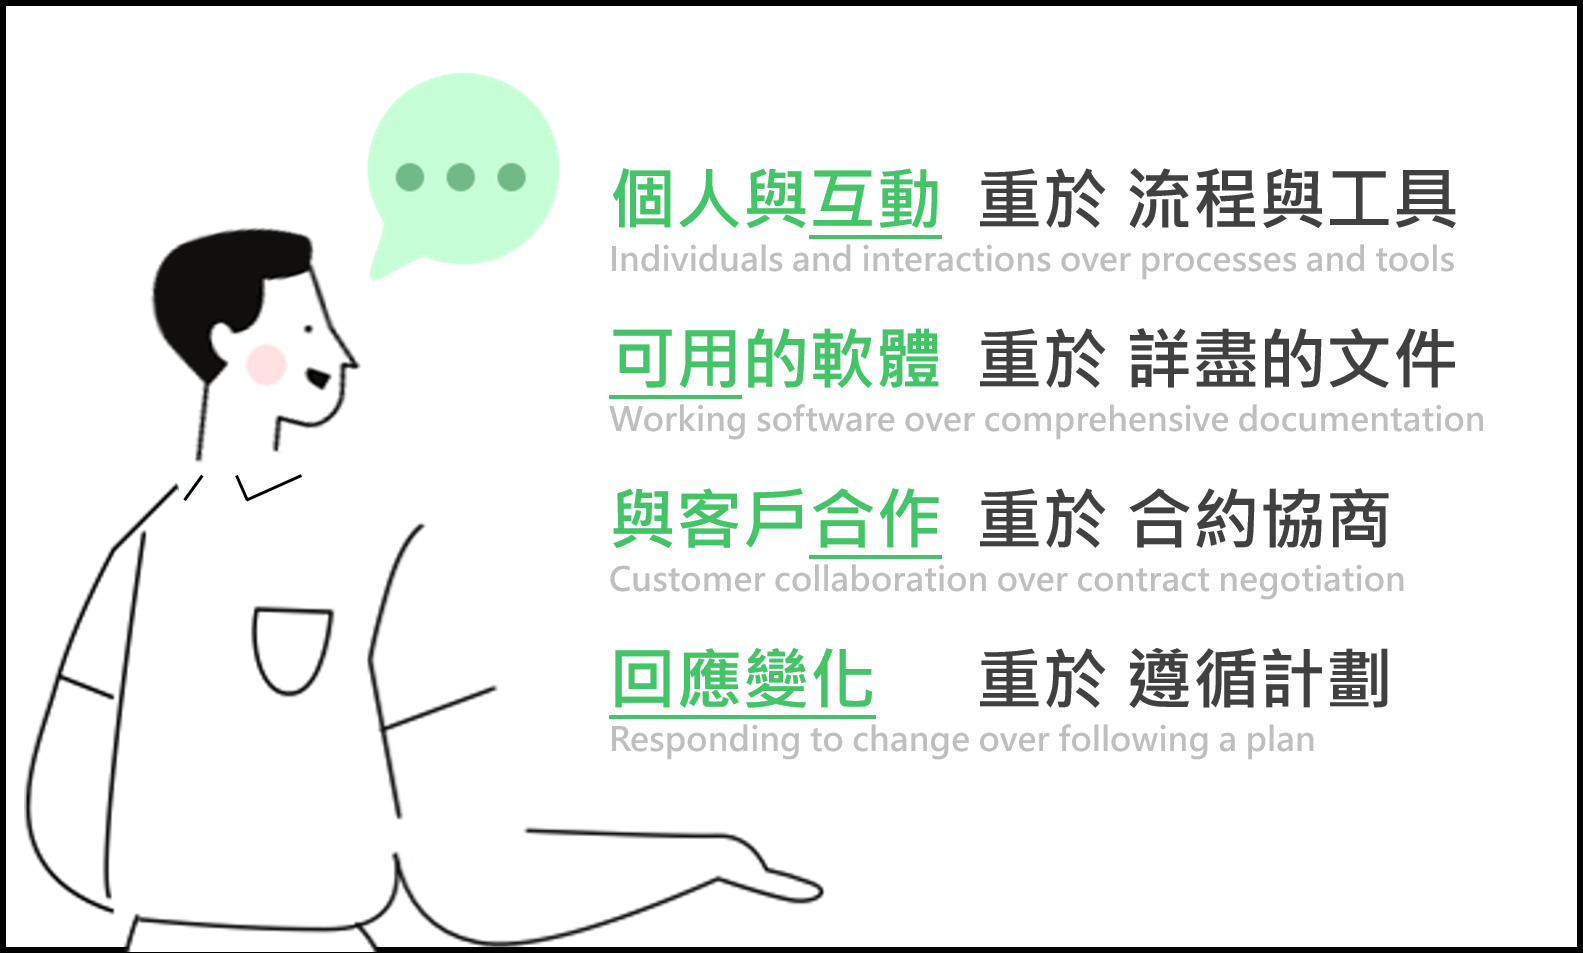 個人與互動 重於 流程與工具
Individuals and interactions over processes and tools
可用的軟體 重於 詳盡的文件
Working software over comprehensive documentation
與客戶合作 重於 合約協商
Customer collaboration over contract negotiation
回應變化 重於 遵循計劃
Responding to change over following a plan